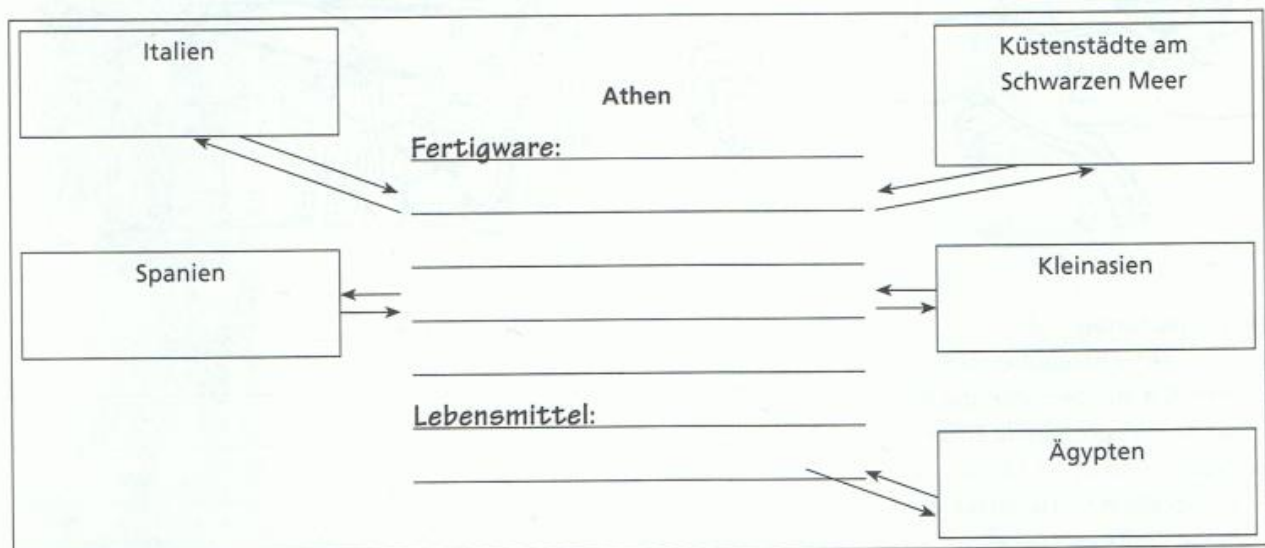 Italien
Küstenstädte am
Schwarzen Meer
Athen
Fertigware:
Spanien
Kleinasien
Lebensmittel:
Ägypten